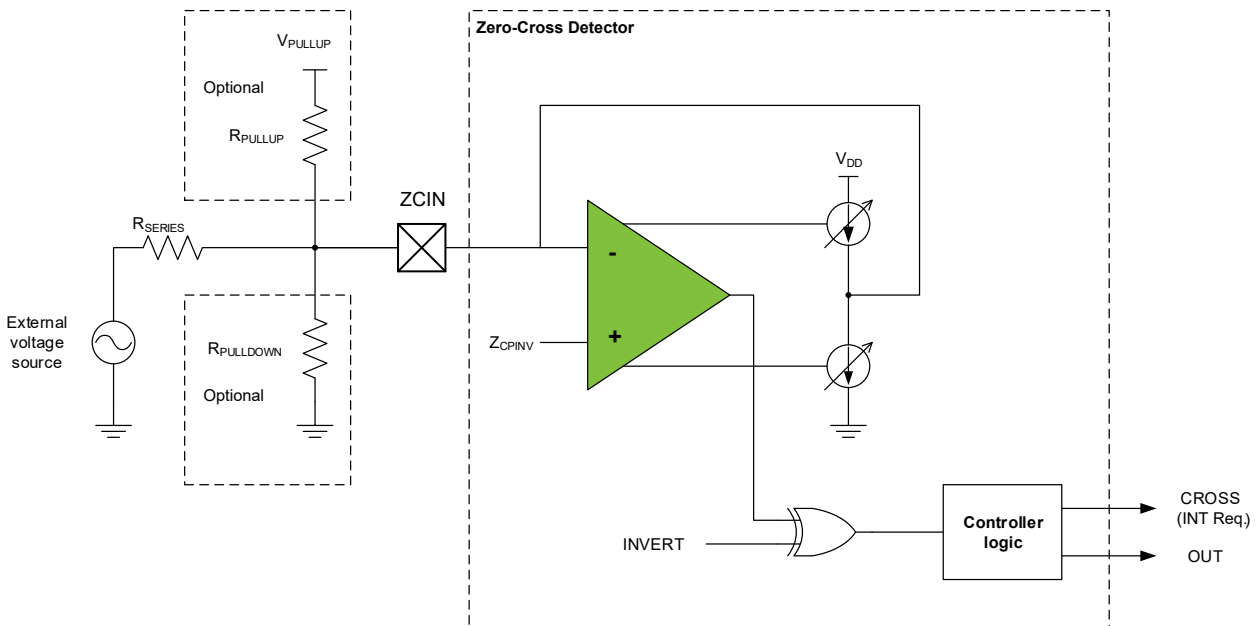 Zero-Cross Detector
VPULLUP
Optional
RPULLUP
ZCIN
RSERIES
VDD
-
External
voltage
source
RPULLDOWN
Optional
+
ZCPINV
INVERT
Controller
logic
CROSS
(INT Req.)
OUT